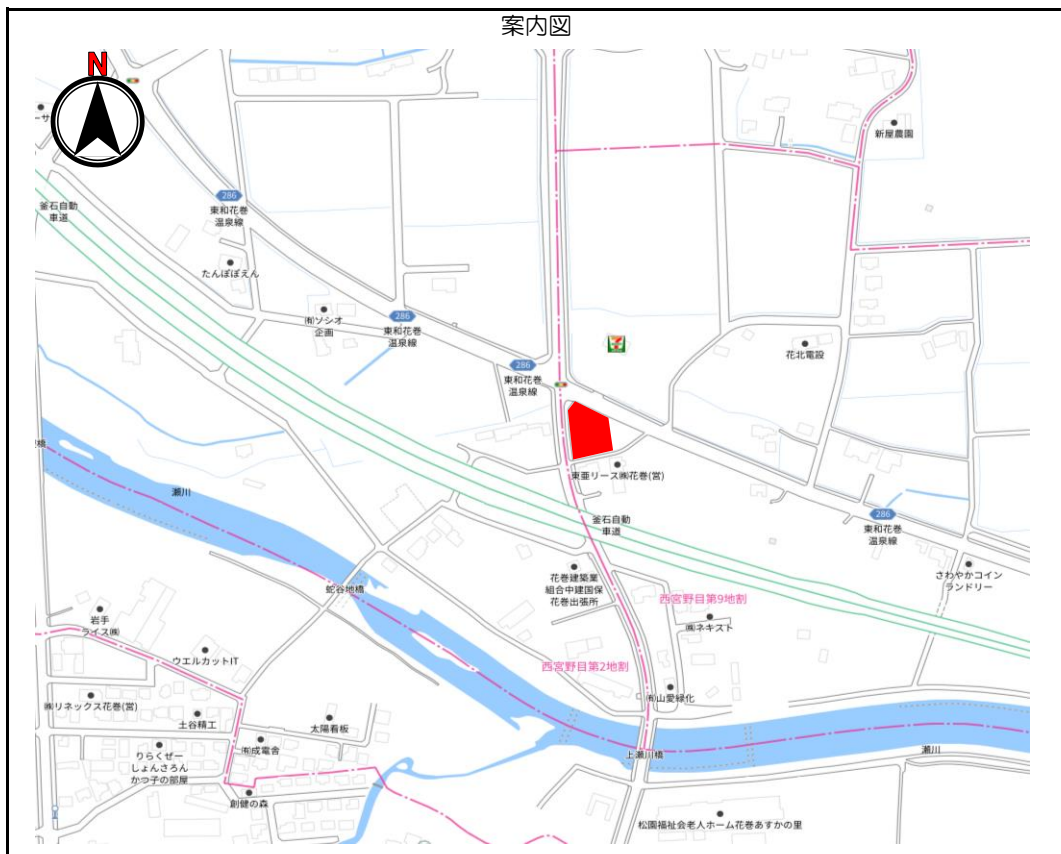 案内図
N
ーサ
新屋農園
286
東和花巻
温泉線
釜石自動
車道
たんぽぽえん
㈲ソシオ
企画
286
東和花巻
温泉線
7
花北電設
286
東和花巻
温泉線
東亜リース㈱花巻(営)
瀬川
釜石自動
車道
286
東和花巻
温泉線
さわやかコイン
ランドリー
花巻建築業
組合中建国保
花巻出張所
蛇谷地橋
西宮野目第9地割
㈱ネキスト
岩手
ライス㈱
ウエルカットIT
西宮野目第2地割
㈲山愛緑化
㈱リネックス花巻(営)
土谷精工
太陽看板
㈲成電舎
りらくぜー
しょんさろん
かつ子の部屋
上瀬川橋
瀬川
創健の森
松園福祉会老人ホーム花巻あすかの里